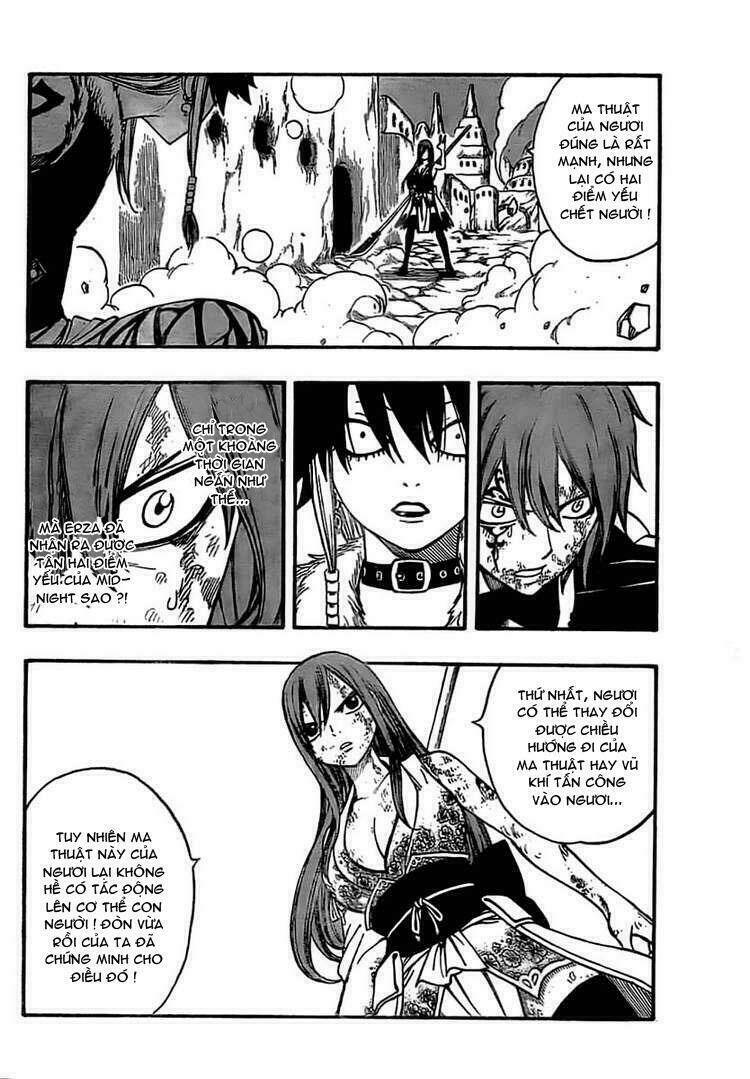 MA THUẬT
CỦA NGƯƠI
ĐÚNG LÀ RẤT
MẠNH, NHƯNG
LẠI CÓ HAI
ĐIỂM YẾU
CHẾT NGƯỜI !
CHỈ TRONG
MỘT KHOẢNG
THỜI GIAN
NGẮN NHƯ
THẾ...
MÀ ERZA ĐÃ
NHẬN RA ĐƯỢC
TẬN HAI ĐIỂM
YẾU CỦA MID-
NIGHT SAO ?!
THỨ NHẤT, NGƯƠI
CÓ THỂ THAY ĐỔI
ĐƯỢC CHIỀU
HƯỚNG ĐI CỦA
MA THUẬT HAY VŨ
KHÍ TẤN CÔNG
VÀO NGƯƠI...
TUY NHIÊN MA
THUẬT NÀY CỦA
NGƯƠI LẠI KHÔNG
HỀ CÓ TÁC ĐỘNG
LÊN CƠ THỂ CON
NGƯỜI ! ĐÒN VỪA
RỒI CỦA TA ĐÃ
CHỨNG MINH CHO
ĐIỀU ĐÓ !